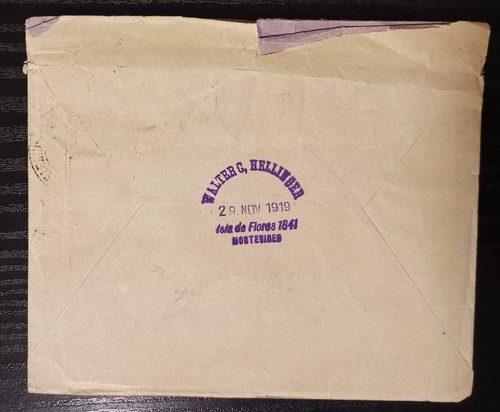 WALTER C, HELLINGER
29 NOV 1919
Isla de Flores 1841
MONTEVIDEO